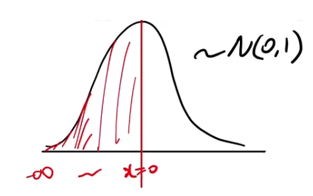 ~N(0,1)
-∞ ~ x=0